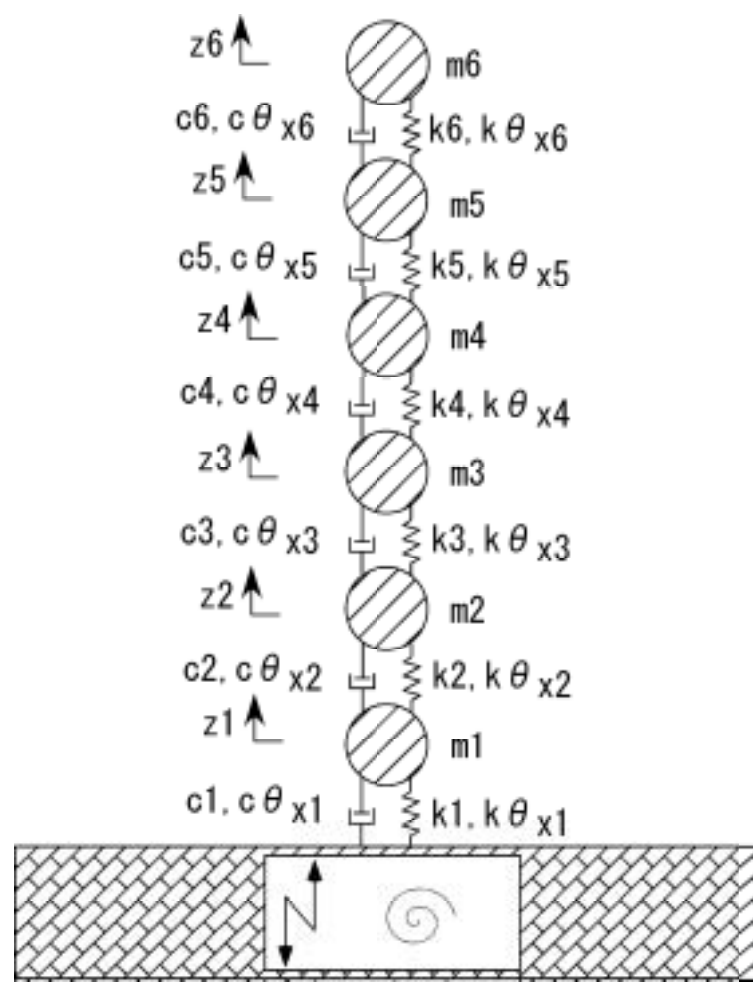 z6
m6
c6, cθx6
k6, kθx6
z5
m5
c5, cθx5
k5, kθx5
z4
m4
c4, cθx4
k4, kθx4
z3
m3
c3, cθx3
k3, kθx3
z2
m2
c2, cθx2
k2, kθx2
z1
m1
c1, cθx1
k1, kθx1